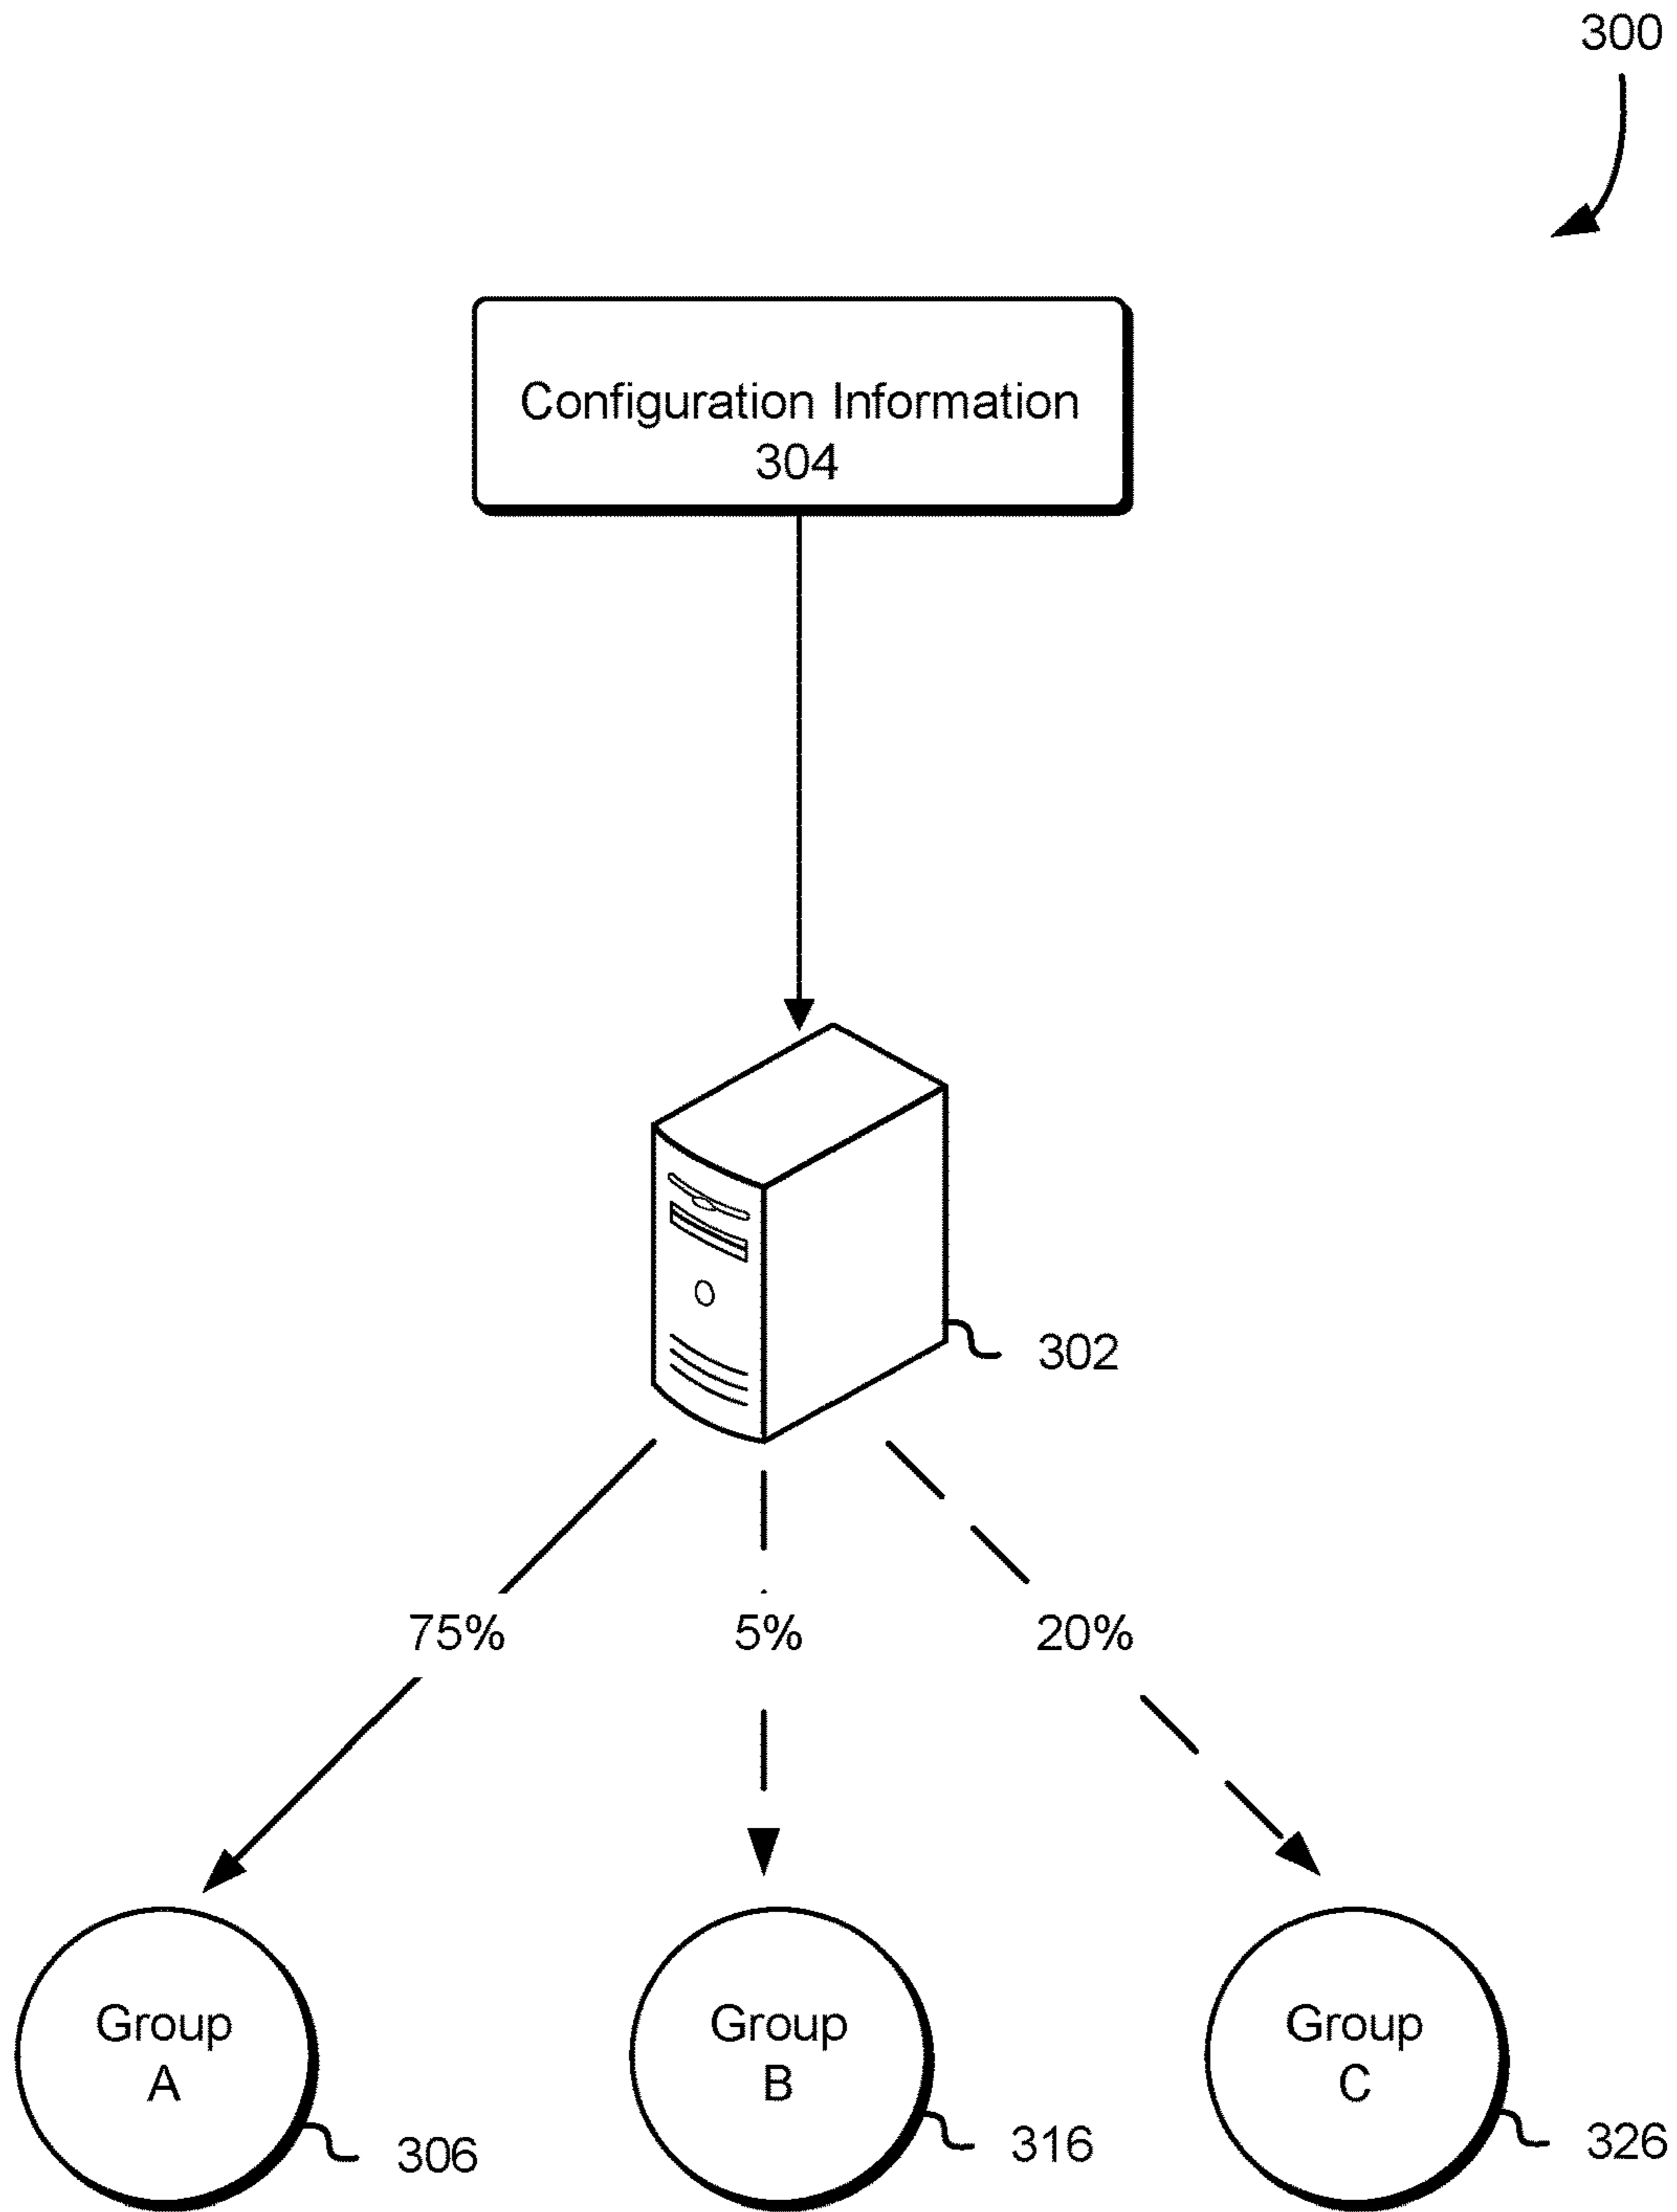 300
Configuration Information
304
302
75%
5%
20%
Group
A
306
Group
B
316
Group
C
326